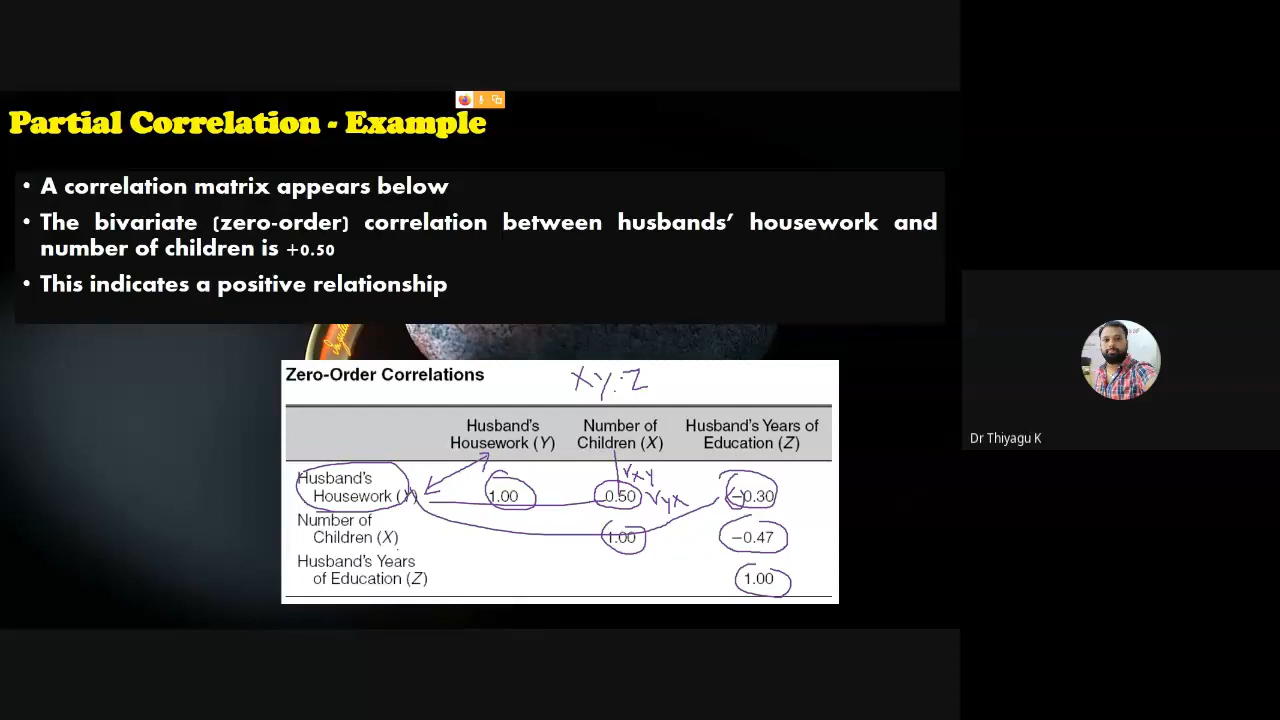 Partial Correlation - Example
• A correlation matrix appears below
• The bivariate (zero-order) correlation between husbands’ housework and
number of children is +0.50
• This indicates a positive relationship
Zero-Order Correlations
Xy.Z
Husband’s Number of Husband’s Years of
Housework (Y) Children (X) Education (Z)
Husband’s
rxy
Housework (Y) 1.00 0.50 ryx −0.30
Number of
Children (X) 1.00 −0.47
Husband’s Years
of Education (Z) 1.00
Dr Thiyagu K